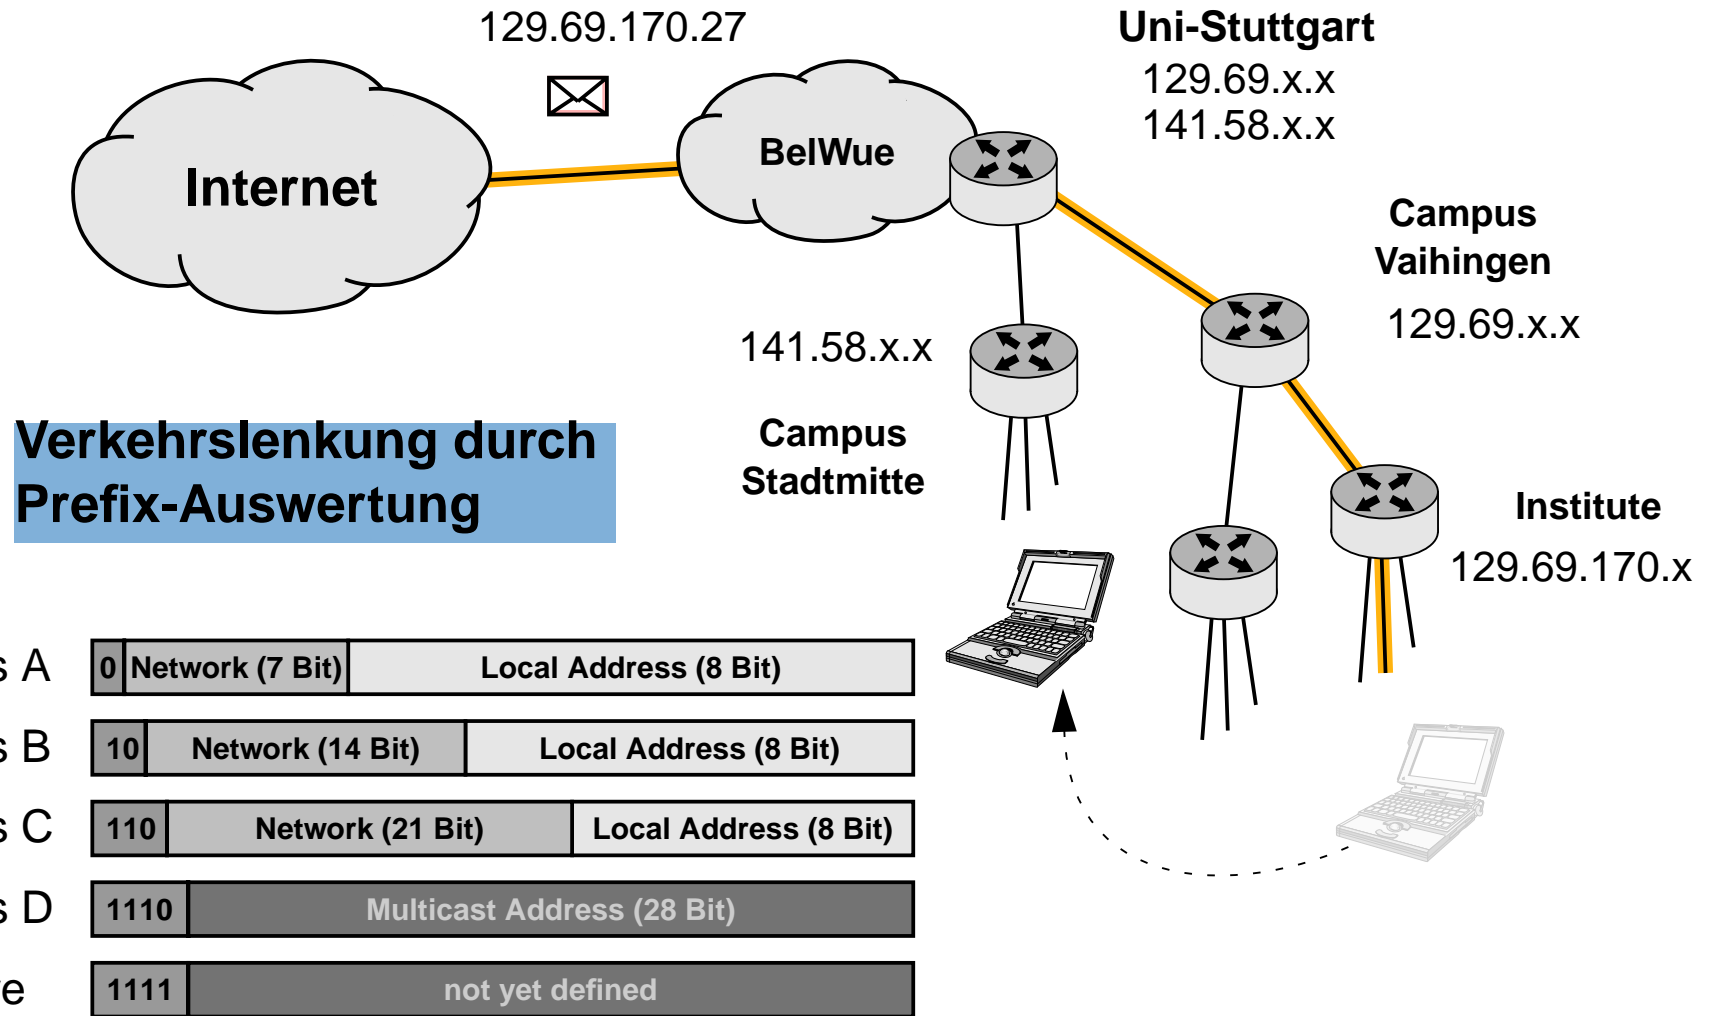 129.69.170.27
Uni-Stuttgart
129.69.x.x
141.58.x.x
Internet
BelWue
Campus
Vaihingen
129.69.x.x
141.58.x.x
Campus
Stadtmitte
Verkehrslenkung durch
Prefix-Auswertung
Institute
129.69.170.x
s A
0 Network (7 Bit) Local Address (8 Bit)
s B
10 Network (14 Bit) Local Address (8 Bit)
s C
110 Network (21 Bit) Local Address (8 Bit)
s D
1110 Multicast Address (28 Bit)
e
1111 not yet defined